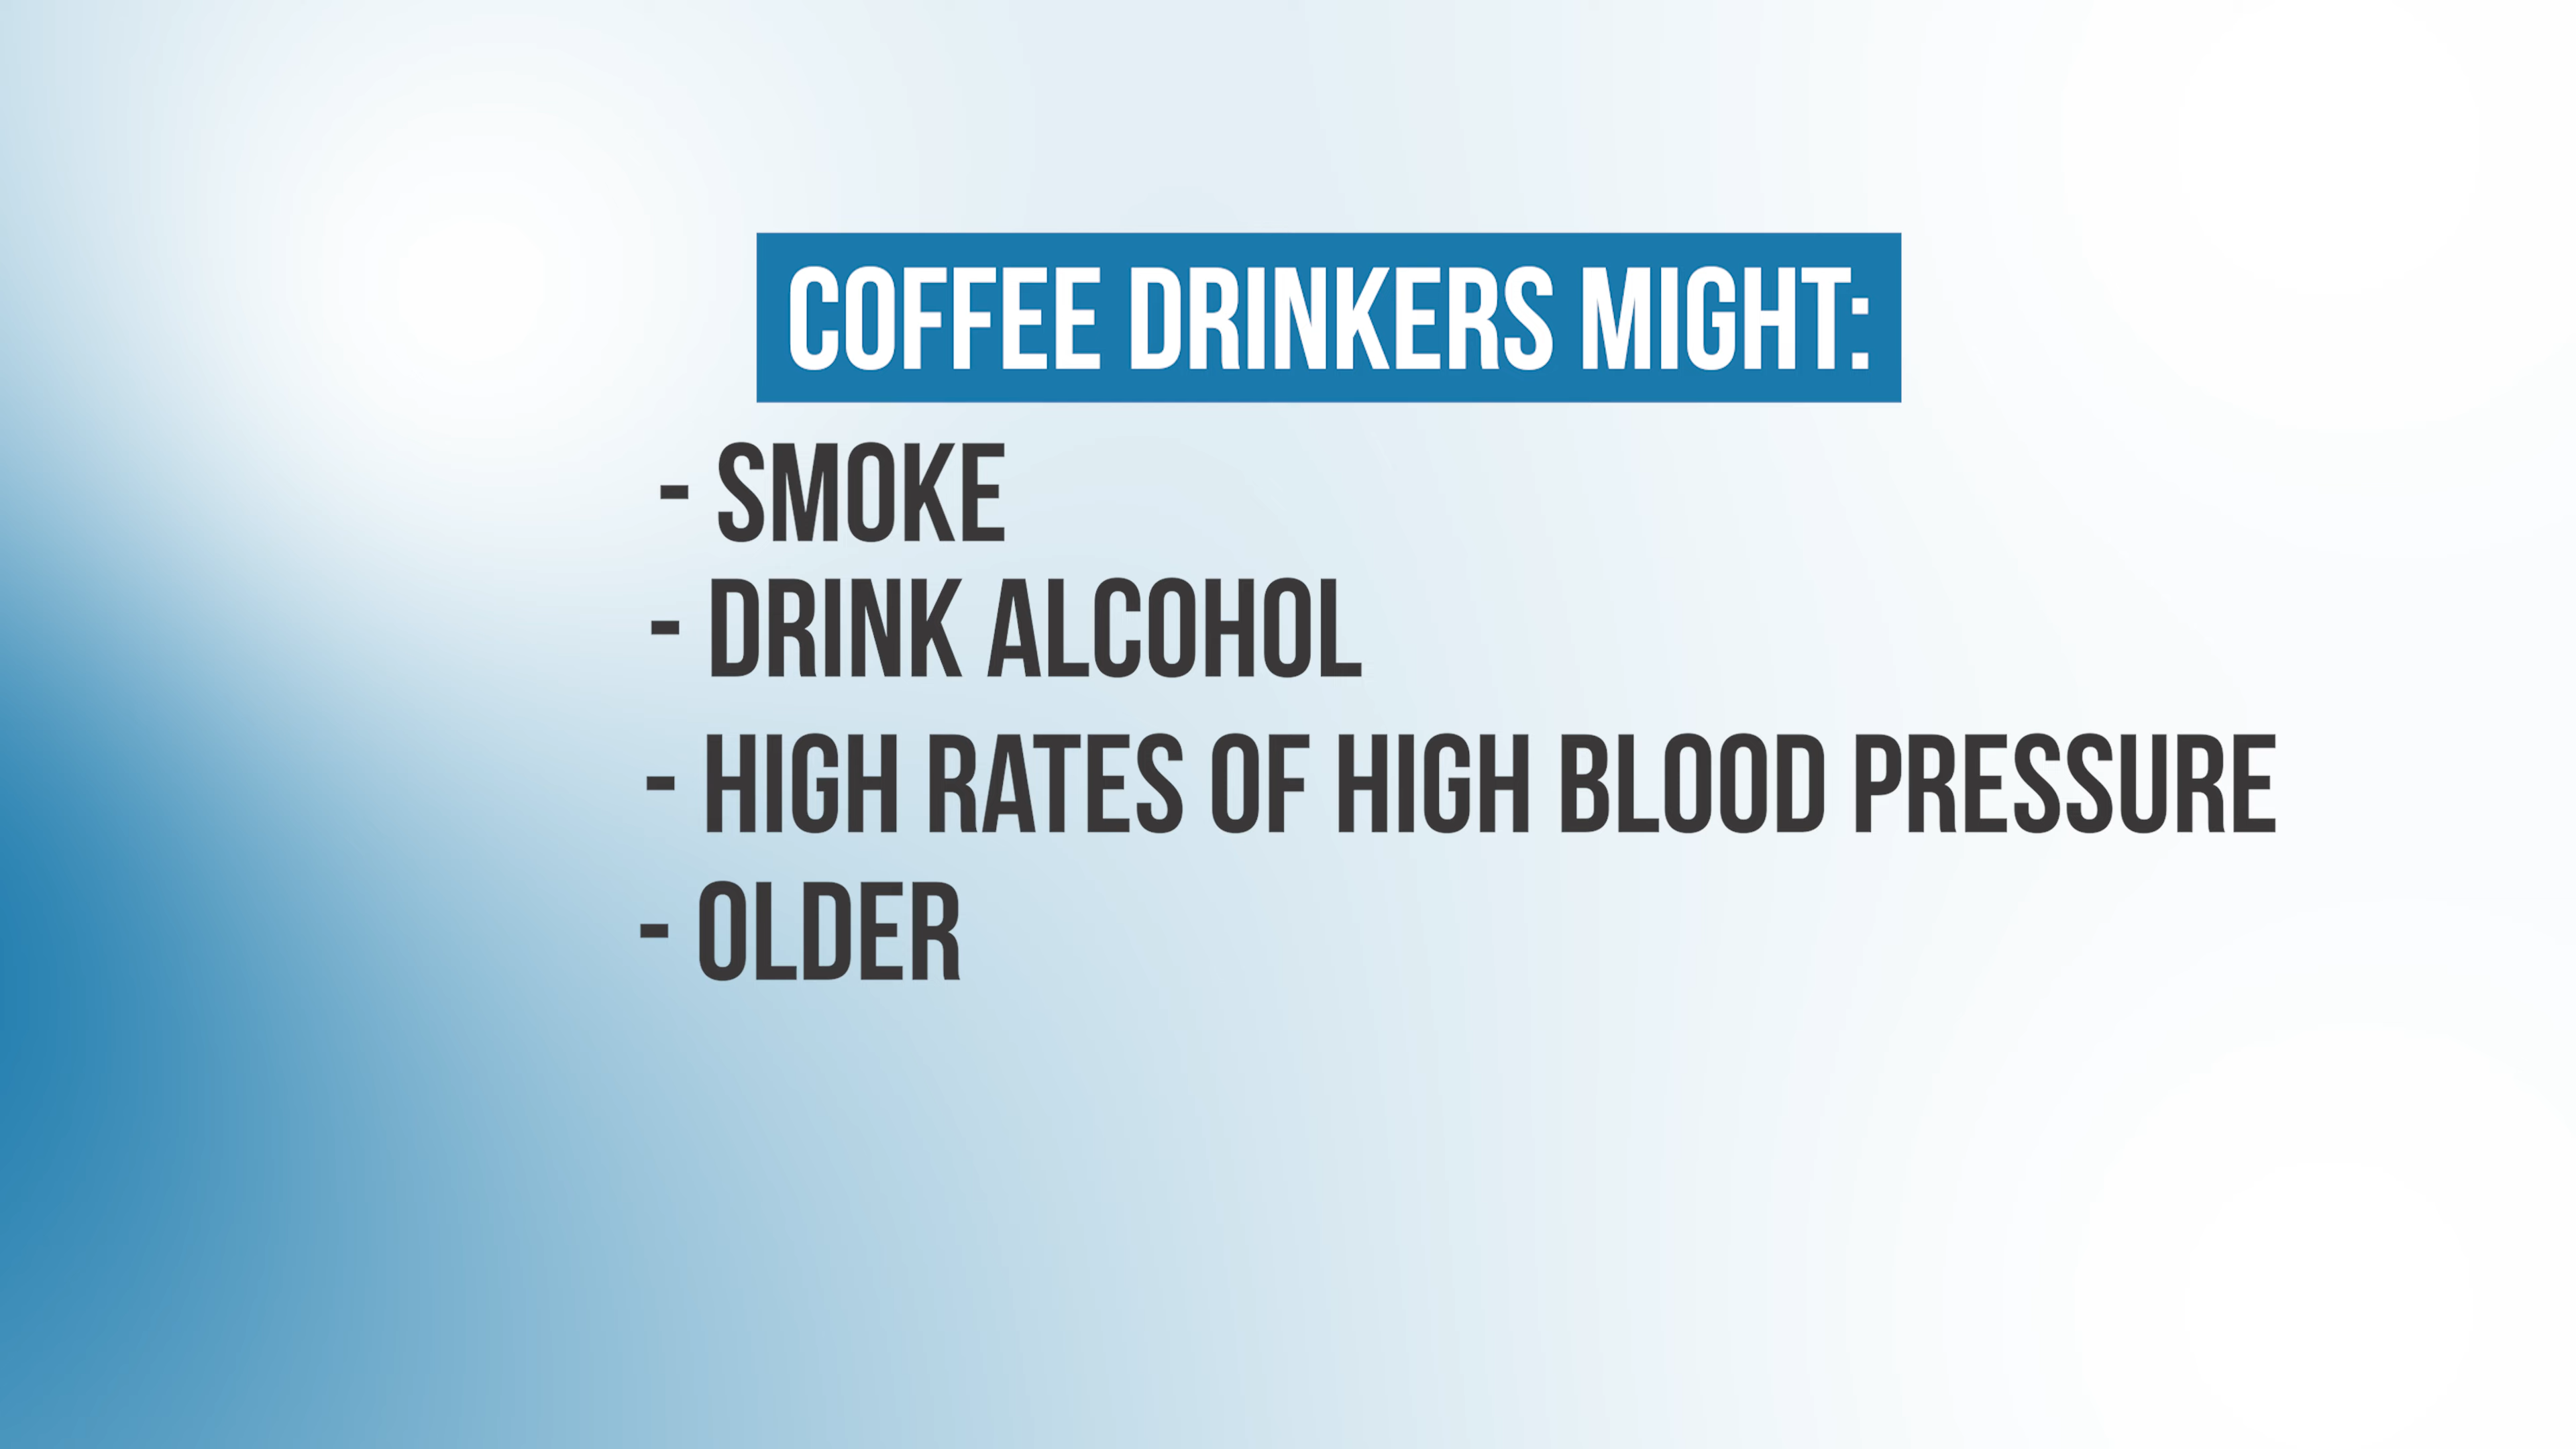 COFFEE DRINKERS MIGHT:
- SMOKE
- DRINK ALCOHOL
- HIGH RATES OF HIGH BLOOD PRESSURE
- OLDER